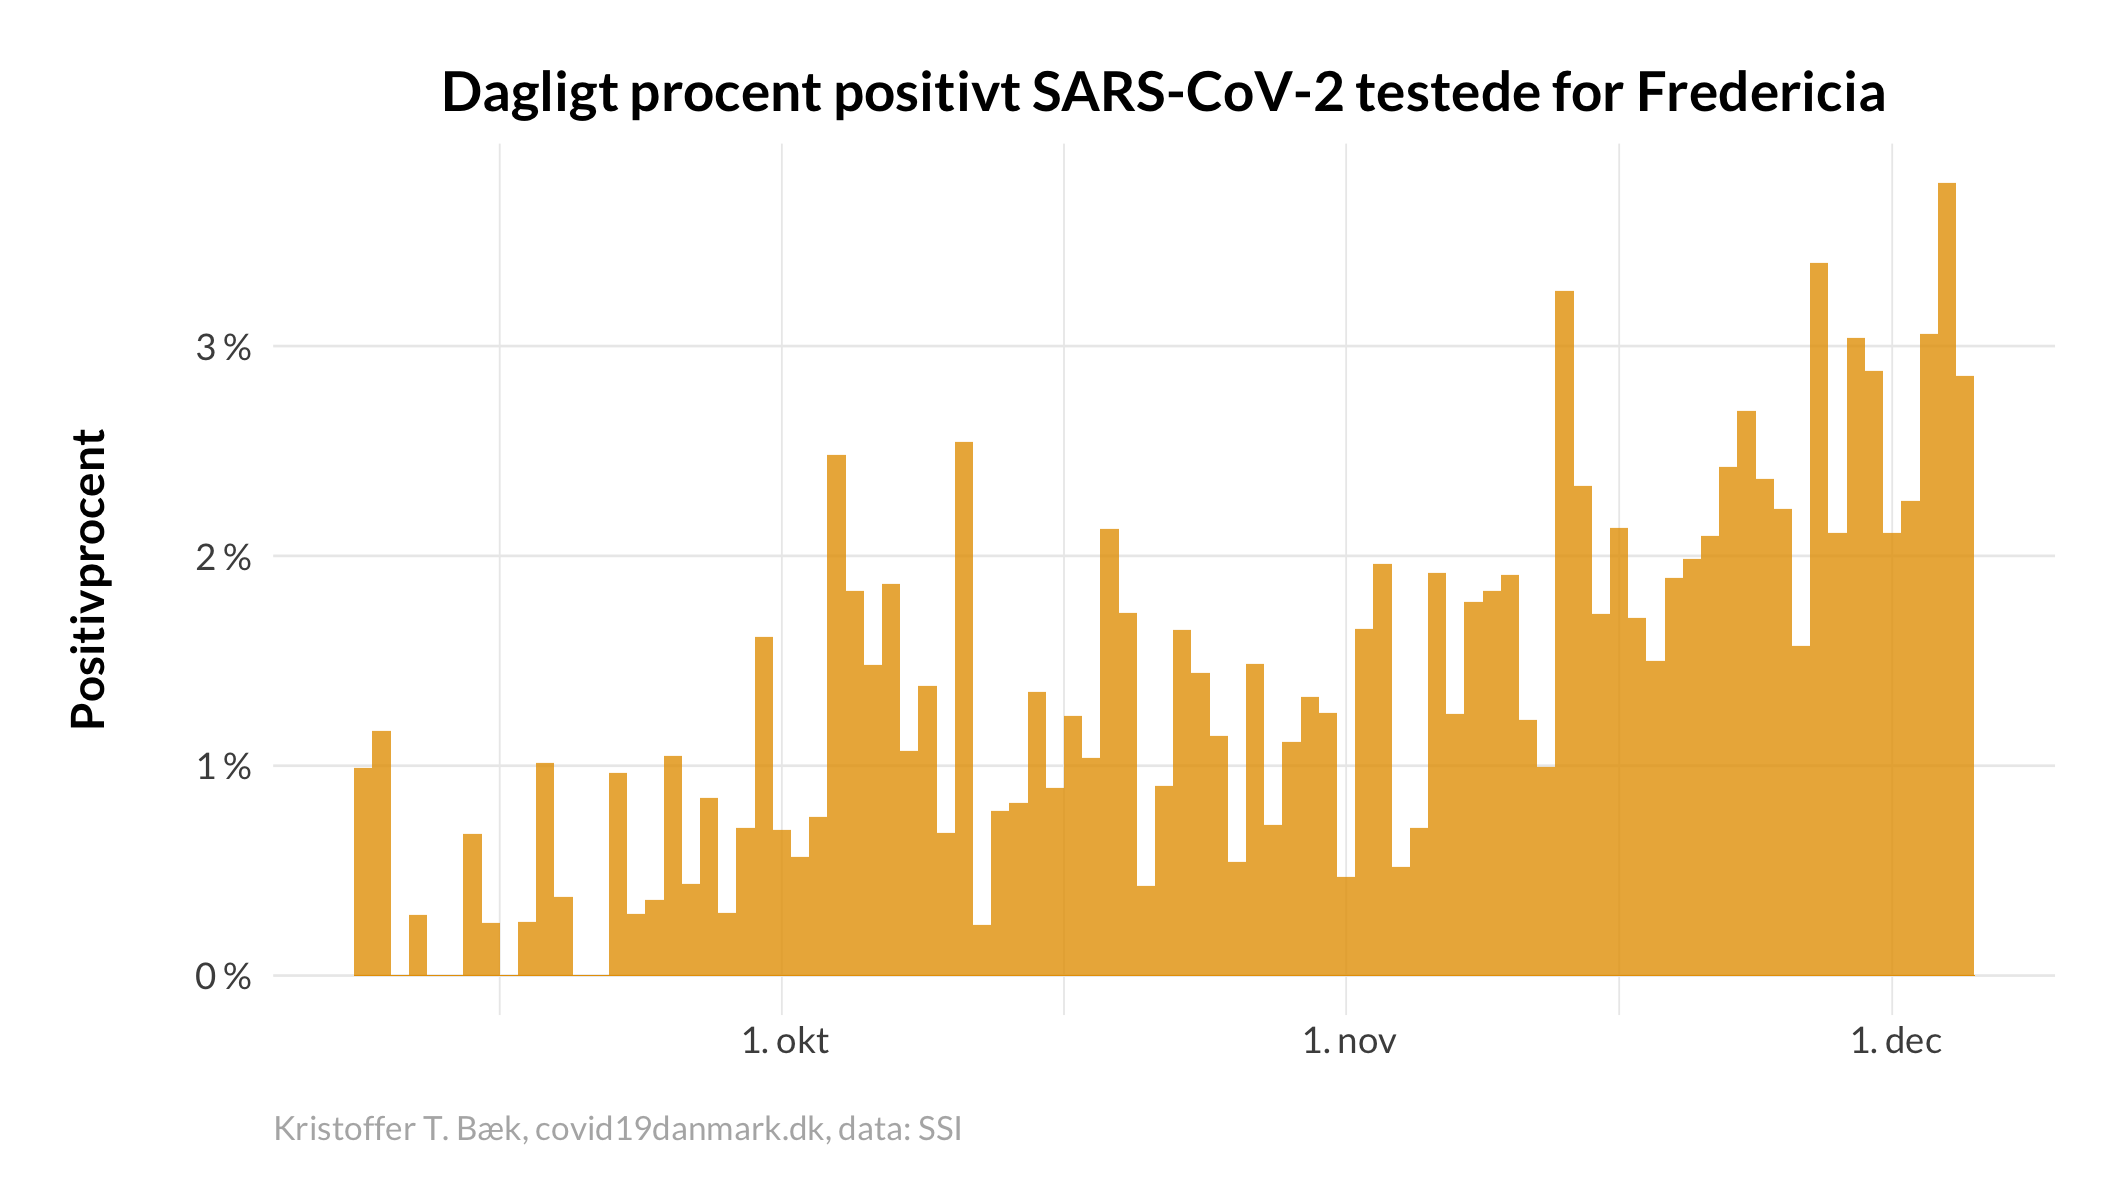 Dagligt procent positivt SARS-CoV-2 testede for Fredericia
Positivprocent
3 %
2 %
1 %
0 %
1. okt
1. nov
1. dec
Kristoffer T. Bæk, covid19danmark.dk, data: SSI